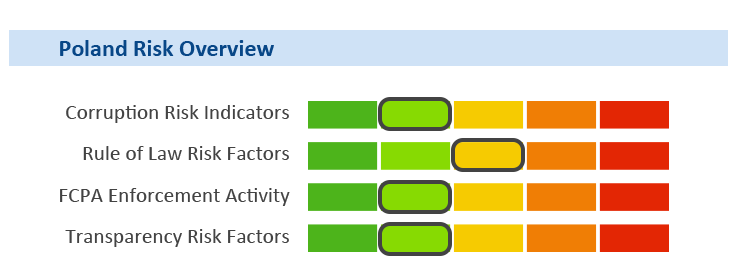 Poland Risk Overview
Corruption Risk Indicators
Rule of Law Risk Factors
FCPA Enforcement Activity
Transparency Risk Factors